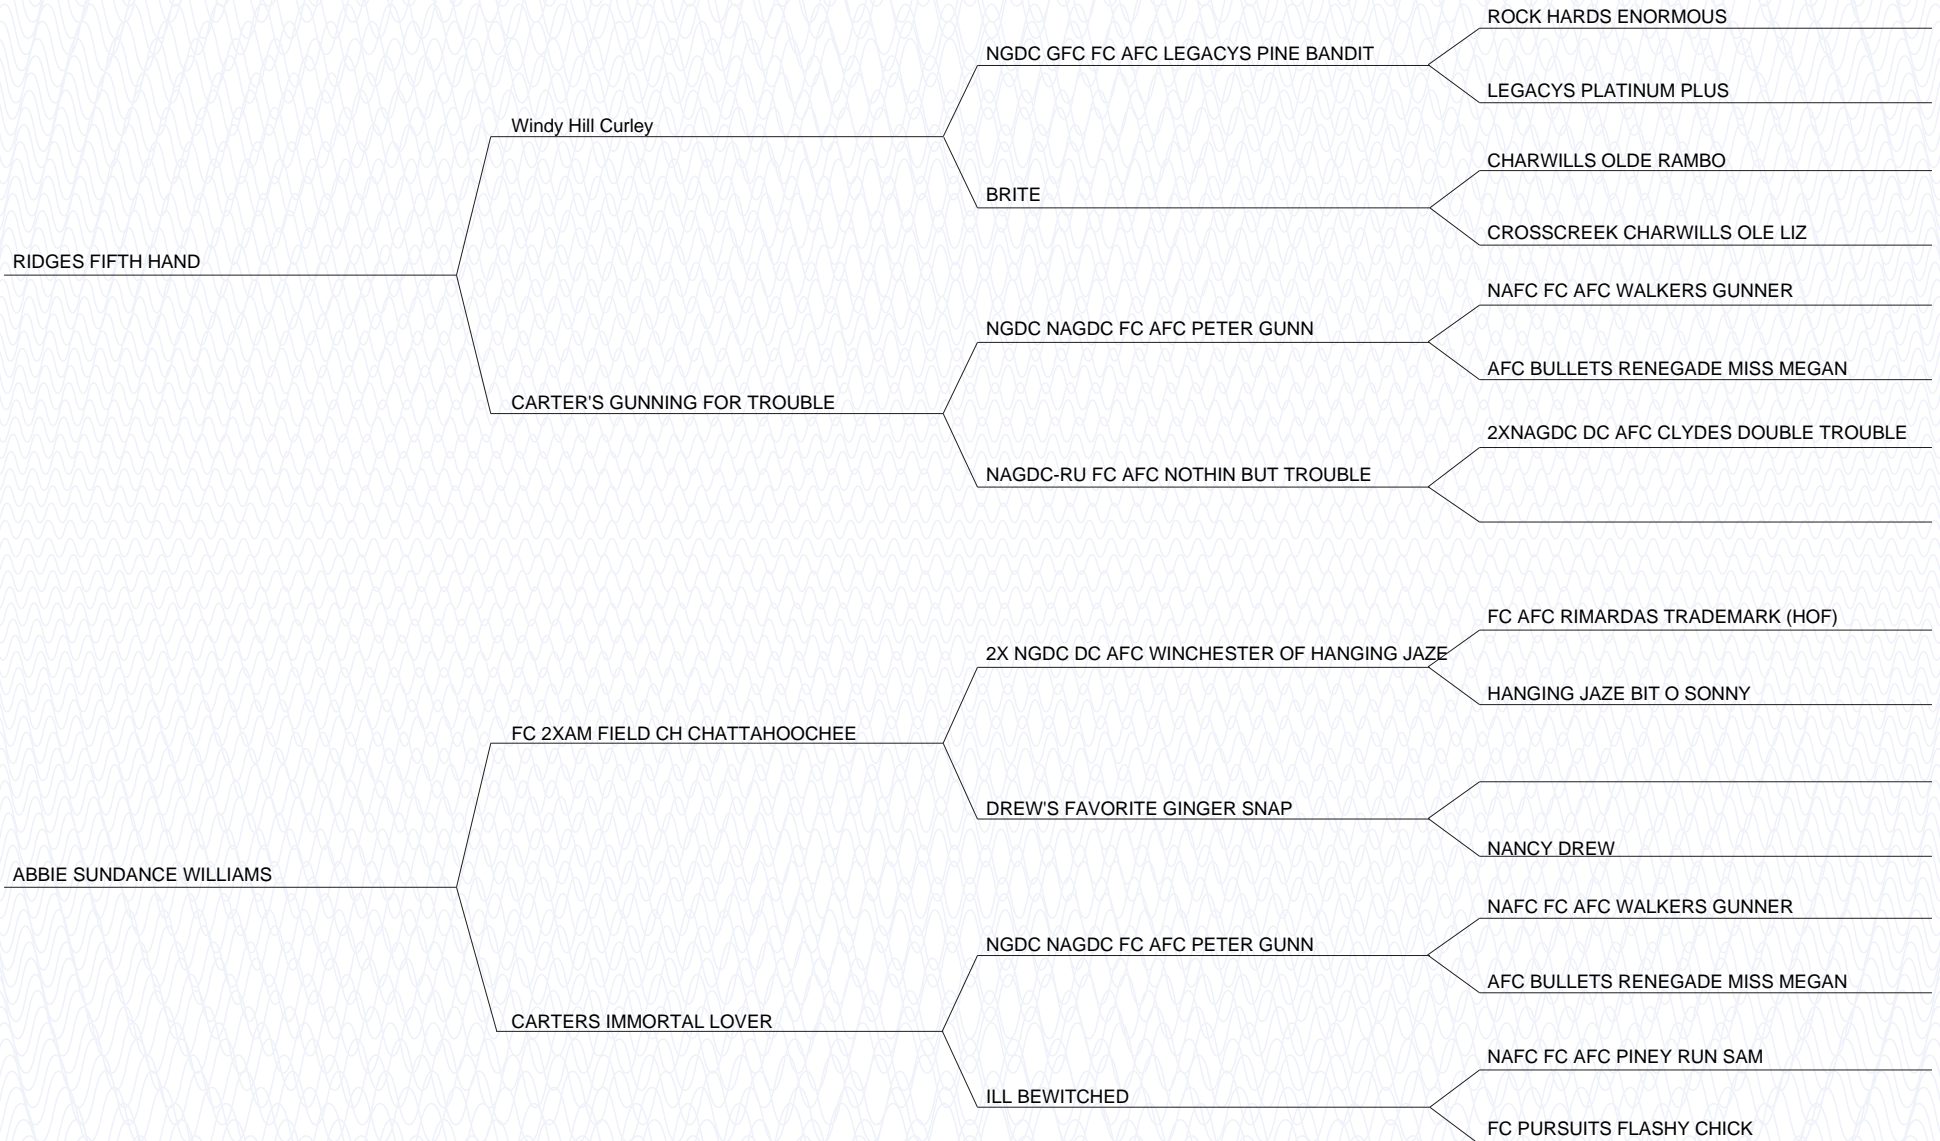 ROCK HARDS ENORMOUS
NGDC GFC FC AFC LEGACYS PINE BANDIT
LEGACYS PLATINUM PLUS
Windy Hill Curley
CHARWILLS OLDE RAMBO
BRITE
CROSSCREEK CHARWILLS OLE LIZ
RIDGES FIFTH HAND
NAFC FC AFC WALKERS GUNNER
NGDC NAGDC FC AFC PETER GUNN
AFC BULLETS RENEGADE MISS MEGAN
CARTER'S GUNNING FOR TROUBLE
2XNAGDC DC AFC CLYDES DOUBLE TROUBLE
NAGDC-RU FC AFC NOTHIN BUT TROUBLE
FC AFC RIMARDAS TRADEMARK (HOF)
2X NGDC DC AFC WINCHESTER OF HANGING JAZE
HANGING JAZE BIT O SONNY
FC 2XAM FIELD CH CHATTAHOOCHEE
DREW'S FAVORITE GINGER SNAP
NANCY DREW
ABBIE SUNDANCE WILLIAMS
NAFC FC AFC WALKERS GUNNER
NGDC NAGDC FC AFC PETER GUNN
AFC BULLETS RENEGADE MISS MEGAN
CARTERS IMMORTAL LOVER
NAFC FC AFC PINEY RUN SAM
ILL BEWITCHED
FC PURSUITS FLASHY CHICK